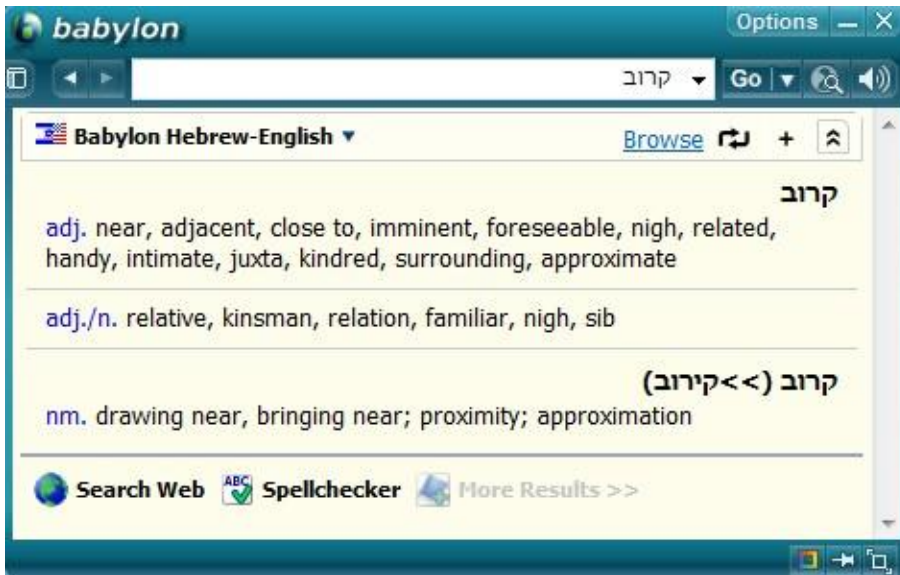 babylon
Options
קרוב
Go
Babylon Hebrew-English
Browse
קרוב
adj. near, adjacent, close to, imminent, foreseeable, nigh, related,
handy, intimate, juxta, kindred, surrounding, approximate
adj./n. relative, kinsman, relation, familiar, nigh, sib
קרוב (>>קירוב)
nm. drawing near, bringing near; proximity; approximation
Search Web ABC Spellchecker More Results >>